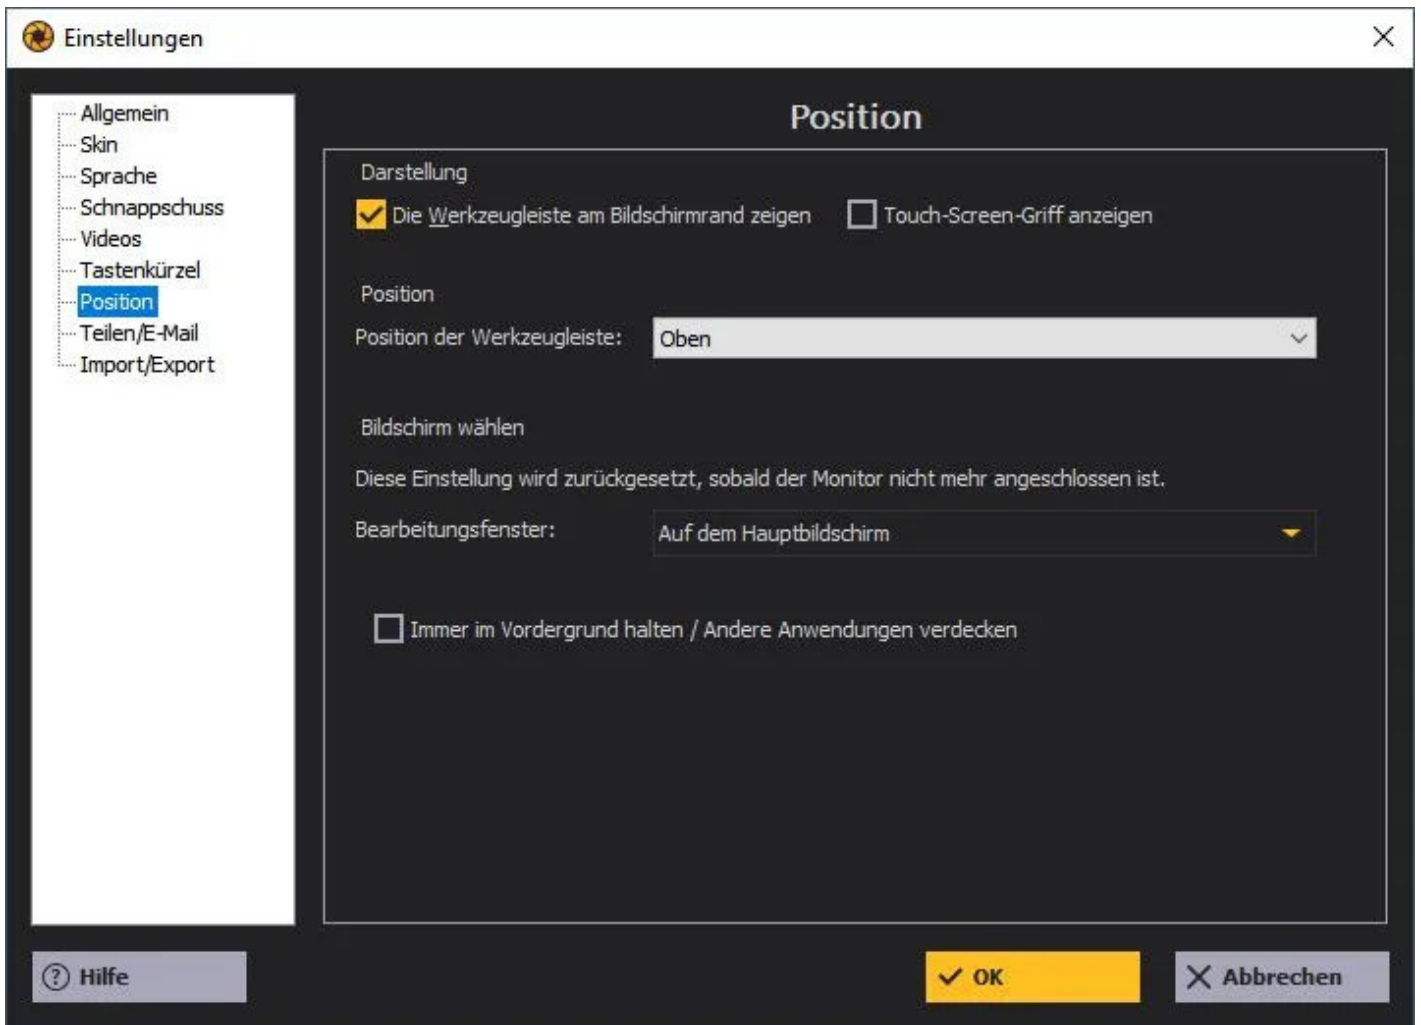 Einstellungen
Allgemein
Skin
Sprache
Schnappschuss
Videos
Tastenkürzel
Position
Teilen/E-Mail
Import/Export
Position
Darstellung
Die Werkzeugleiste am Bildschirmrand zeigen Touch-Screen-Griff anzeigen
Position
Position der Werkzeugleiste: Oben
Bildschirm wählen
Diese Einstellung wird zurückgesetzt, sobald der Monitor nicht mehr angeschlossen ist.
Bearbeitungsfenster: Auf dem Hauptbildschirm
Immer im Vordergrund halten / Andere Anwendungen verdecken
? Hilfe OK Abbrechen